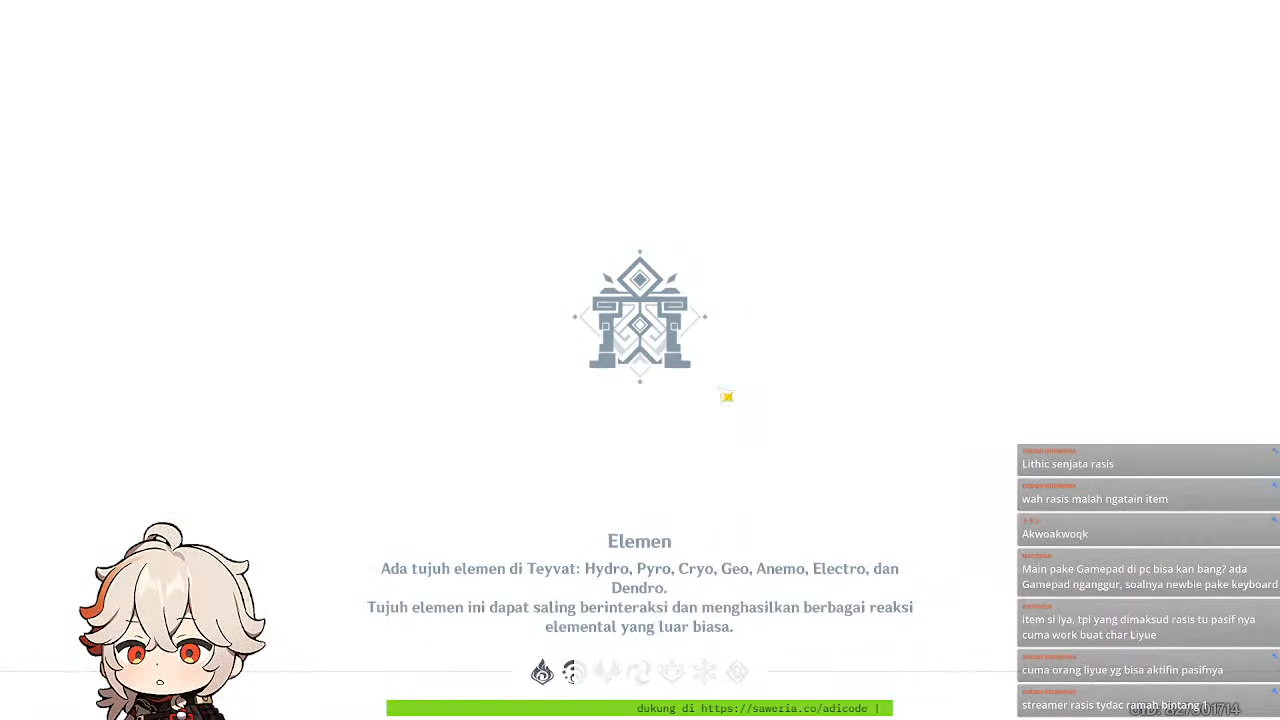 Elemen
Ada tujuh elemen di Teyvat: Hydro, Pyro, Cryo, Geo, Anemo, Electro, dan
Dendro.
Tujuh elemen ini dapat saling berinteraksi dan menghasilkan berbagai reaksi
elemental yang luar biasa.
dukung di https://saweria.co/adicode |
Lithic senjata rasis
wah rasis malah ngatain item
Akwoakwoqk
Main pake Gamepad di pc bisa kan bang? ada
Gamepad nganggur, soalnya newbie pake keyboard
Item si iya, tpi yang dimaksud rasis tu pasif nya
cuma work buat char Liyue
cuma orang liyue yg bisa aktifin pasifnya
streamer rasis tydac ramah bintang